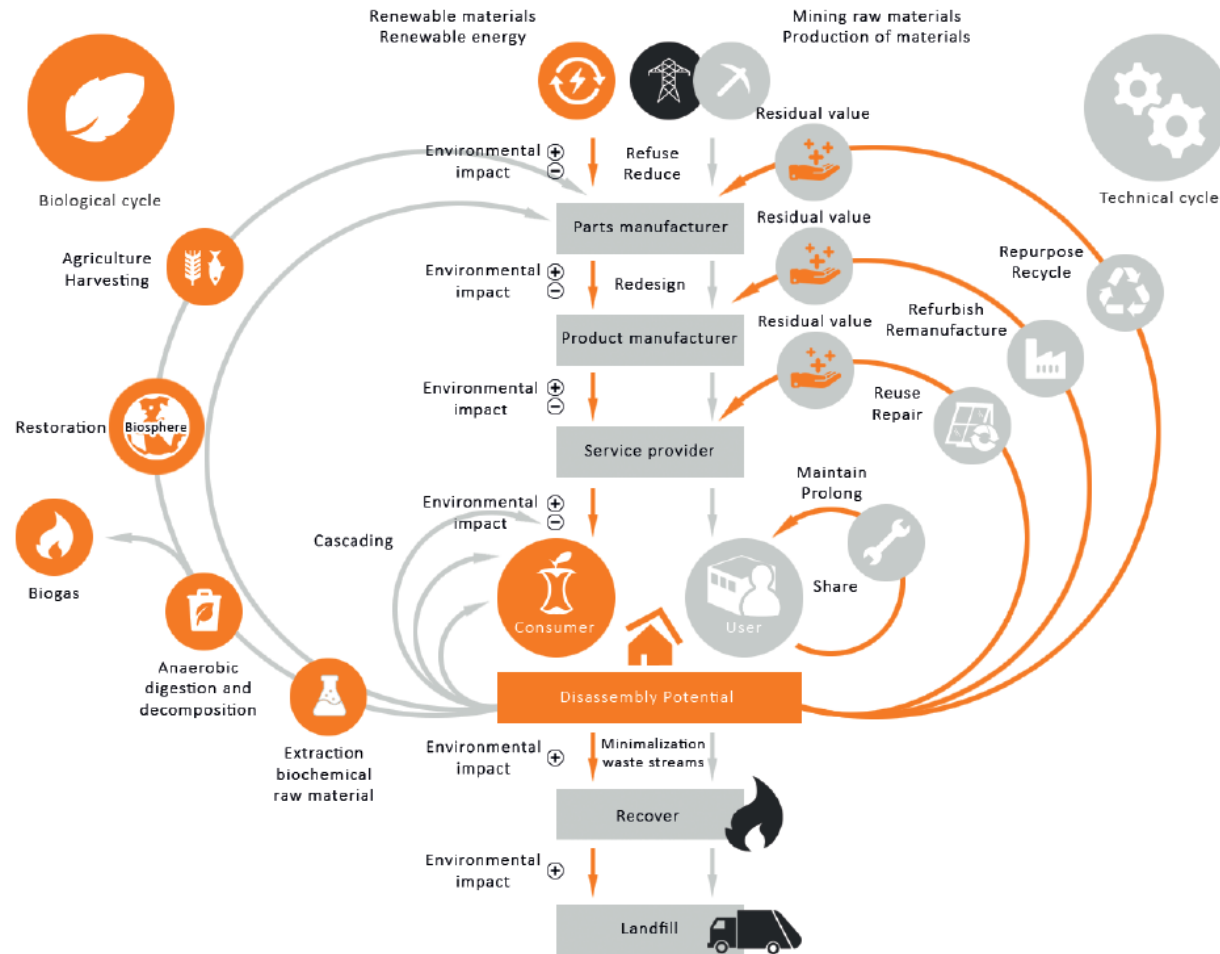 Renewable materials
Renewable energy
Mining raw materials
Production of materials
Biological cycle
Technical cycle
Residual value
Environmental
impact
Refuse
Reduce
Parts manufacturer
Residual value
Repurpose
Recycle
Agriculture
Harvesting
Environmental
impact
Redesign
Product manufacturer
Residual value
Refurbish
Remanufacture
Environmental
impact
Reuse
Repair
Restoration
Biosphere
Service provider
Maintain
Prolong
Environmental
impact
Cascading
Biogas
Share
Consumer
User
Anaerobic
digestion and
decomposition
Disassembly Potential
Extraction
biochemical
raw material
Environmental
impact
Minimalization
waste streams
Recover
Environmental
impact
Landfill